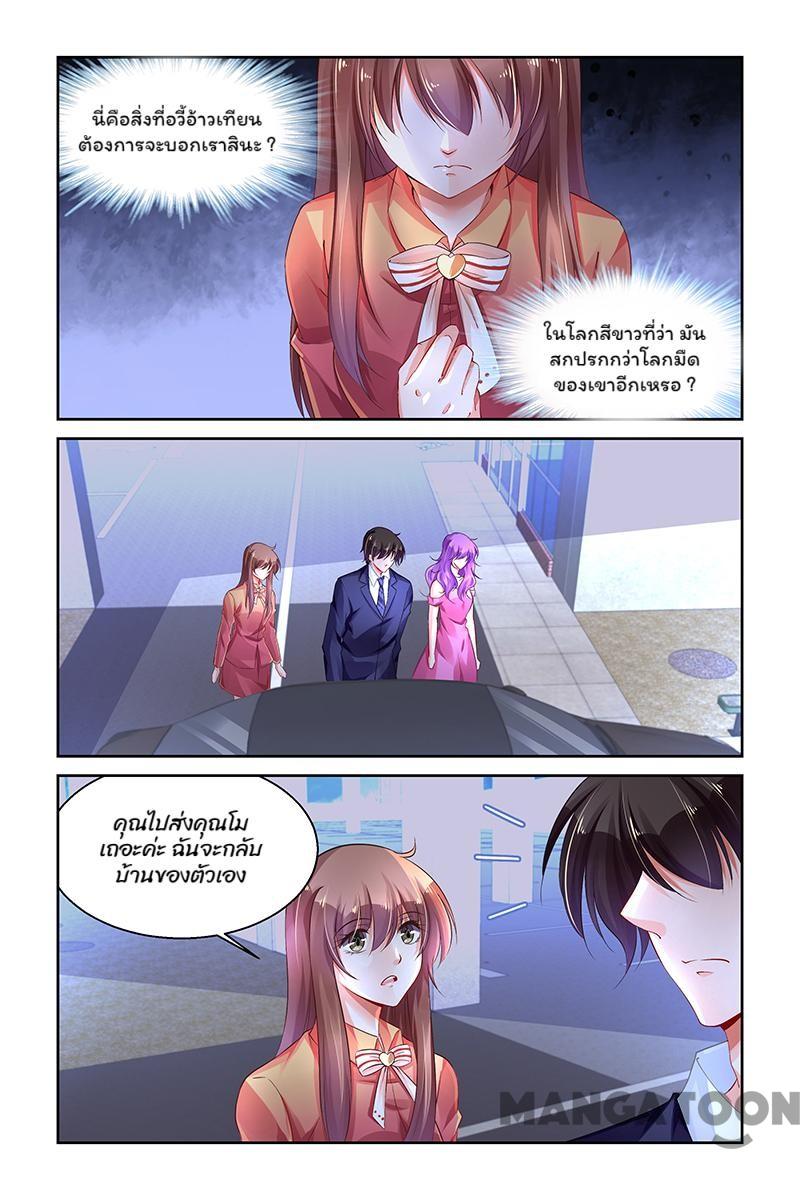 นี่คือสิ่งที่อวี้อ้าวเทียน
ต้องการจะบอกเราสินะ ?
ในโลกสีขาวที่ว่า มัน
สกปรกกว่าโลกมืด
ของเขาอีกเหรอ ?
คุณไปส่งคุณโม
เถอะค่ะ ฉันจะกลับ
บ้านของตัวเอง
MANGATOON